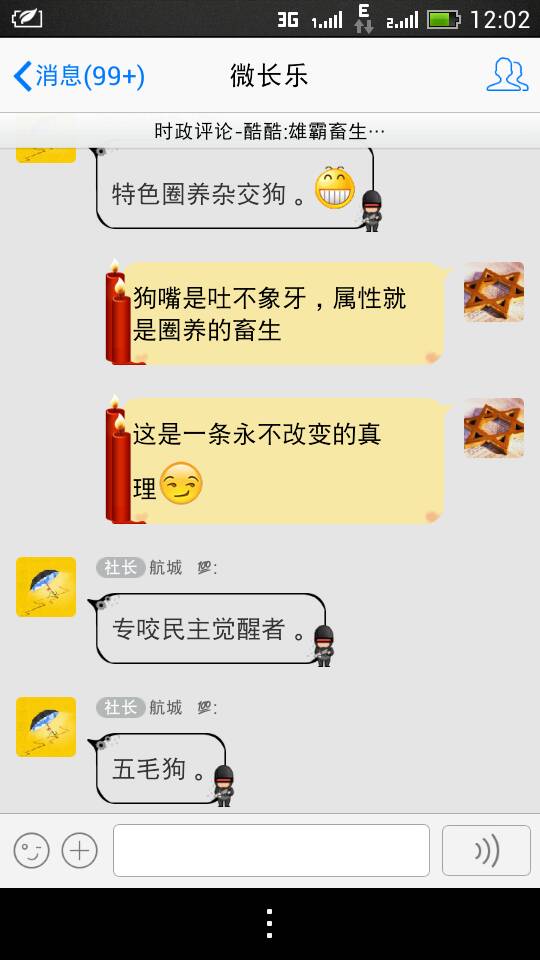 3G 1 E 2 12:02
消息(99+) 微长乐
时政评论-酷酷:雄霸畜生…
特色圈养杂交狗。
狗嘴是吐不象牙，属性就
是圈养的畜生
这是一条永不改变的真
理
社长 航城
专咬民主觉醒者。
社长 航城
五毛狗。